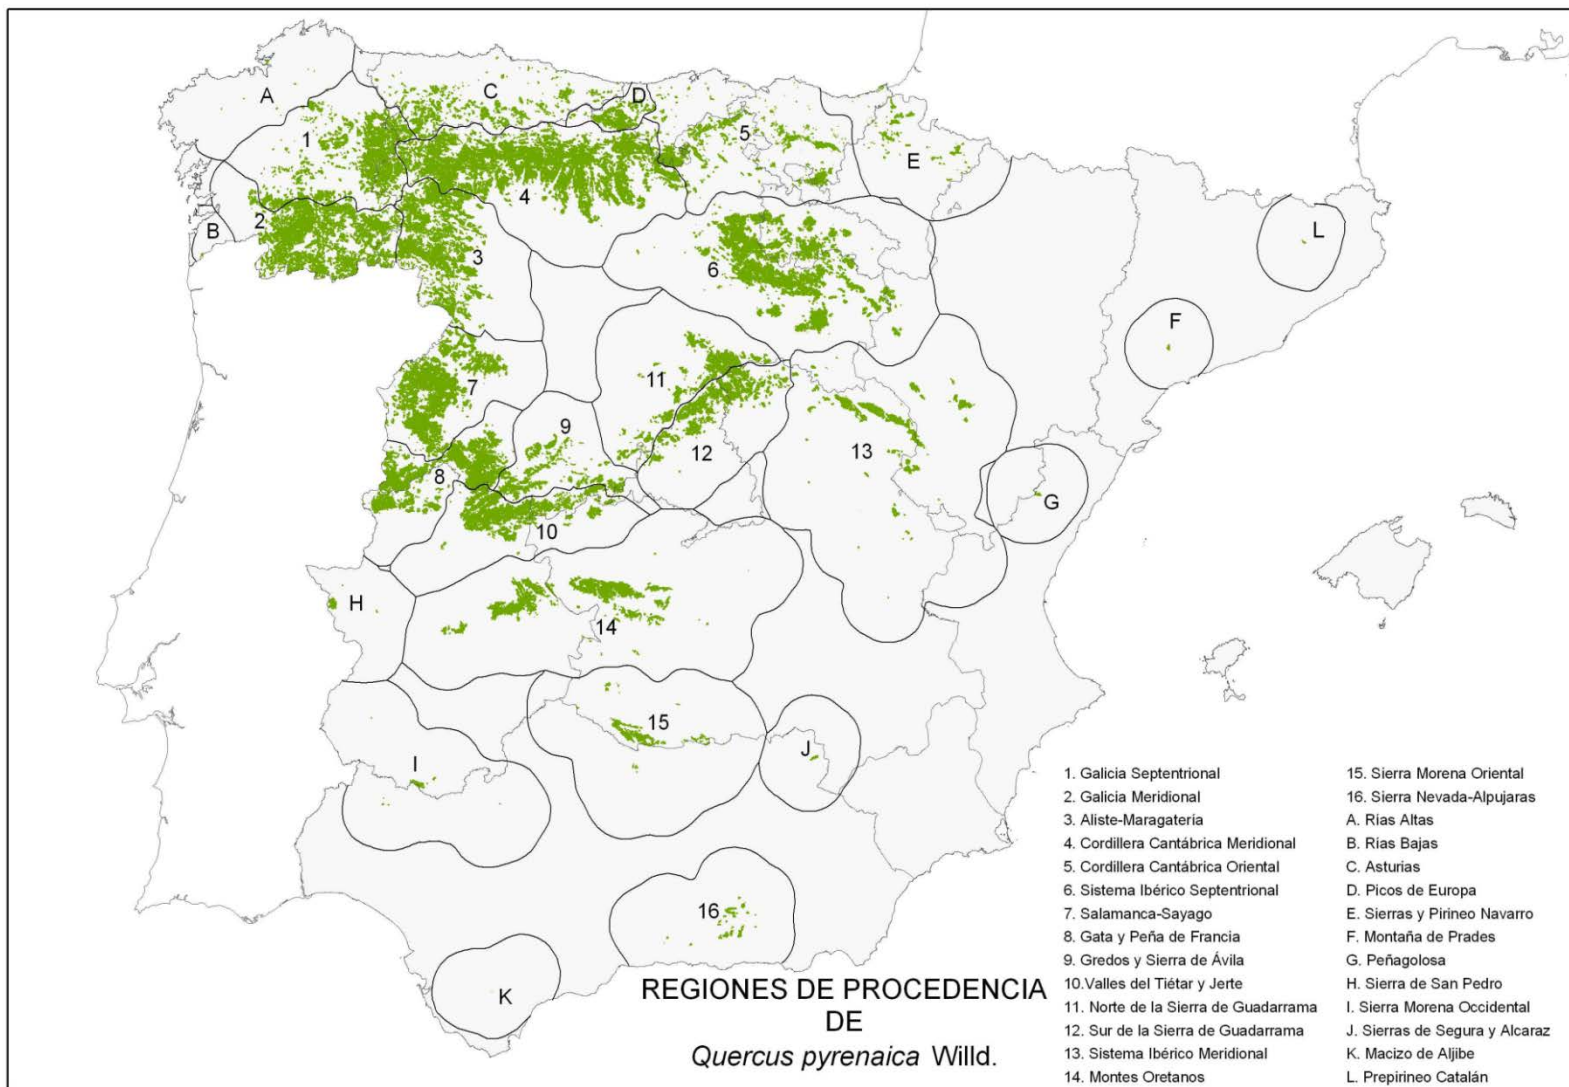 A
C
D
1
5
E
4
2
B
3
6
L
F
11
7
9
12
13
8
G
10
H
14
15
J
I
16
K
REGIONES DE PROCEDENCIA
DE
Quercus pyrenaica Willd.
1. Galicia Septentrional
2. Galicia Meridional
3. Aliste-Maragatería
4. Cordillera Cantábrica Meridional
5. Cordillera Cantábrica Oriental
6. Sistema Ibérico Septentrional
7. Salamanca-Sayago
8. Gata y Peña de Francia
9. Gredos y Sierra de Ávila
10.Valles del Tiétar y Jerte
11. Norte de la Sierra de Guadarrama
12. Sur de la Sierra de Guadarrama
13. Sistema Ibérico Meridional
14. Montes Oretanos
15. Sierra Morena Oriental
16. Sierra Nevada-Alpujaras
A. Rias Altas
B. Rias Bajas
C. Asturias
D. Picos de Europa
E. Sierras y Pirineo Navarro
F. Montaña de Prades
G. Peñagolosa
H. Sierra de San Pedro
I. Sierra Morena Occidental
J. Sierras de Segura y Alcaraz
K. Macizo de Aljibe
L. Prepirineo Catalán